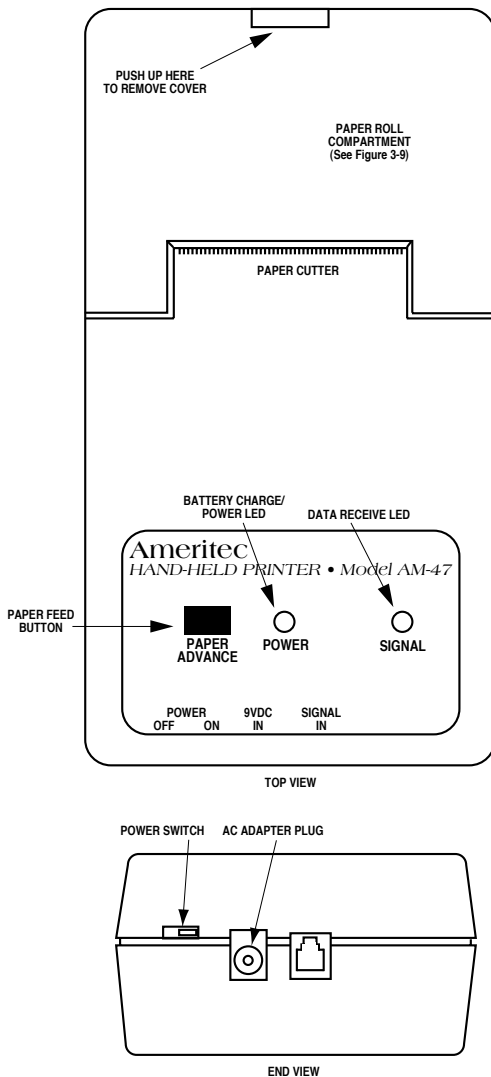 PUSH UP HERE
TO REMOVE COVER
PAPER ROLL
COMPARTMENT
(See Figure 3-9)
PAPER CUTTER
BATTERY CHARGE/
POWER LED
DATA RECEIVE LED
Ameritec
HAND-HELD PRINTER • Model AM-47
PAPER FEED
BUTTON
PAPER
ADVANCE
POWER
SIGNAL
POWER
OFF ON
9VDC
IN
SIGNAL
IN
TOP VIEW
POWER SWITCH
AC ADAPTER PLUG
END VIEW